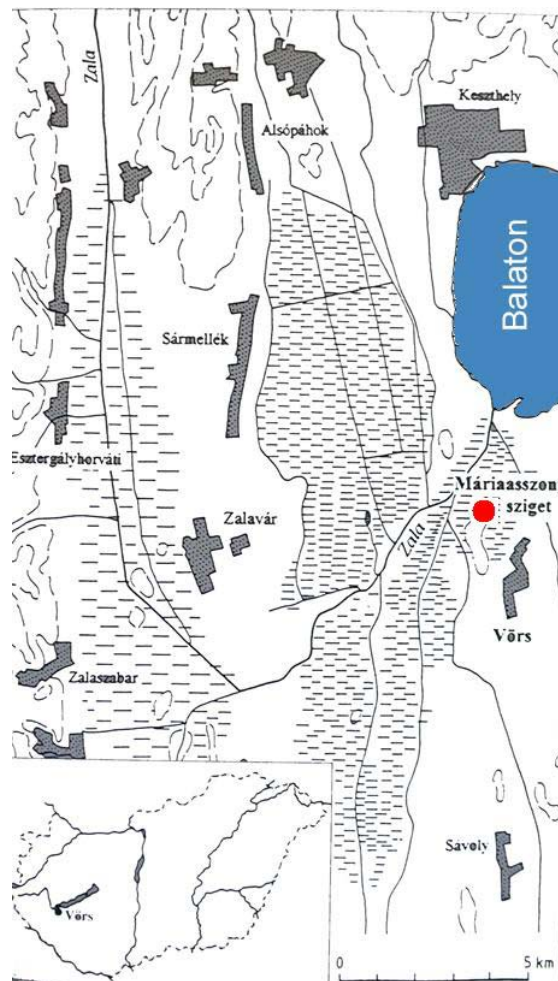 Zala
Keszthely
Alsópáhok
Balaton
Sármellék
Esztergályhorváti
Máriaasszony
sziget
Zala
Zalavár
Vörs
Zalaszabar
Sávoly
Vörs
0 5 km